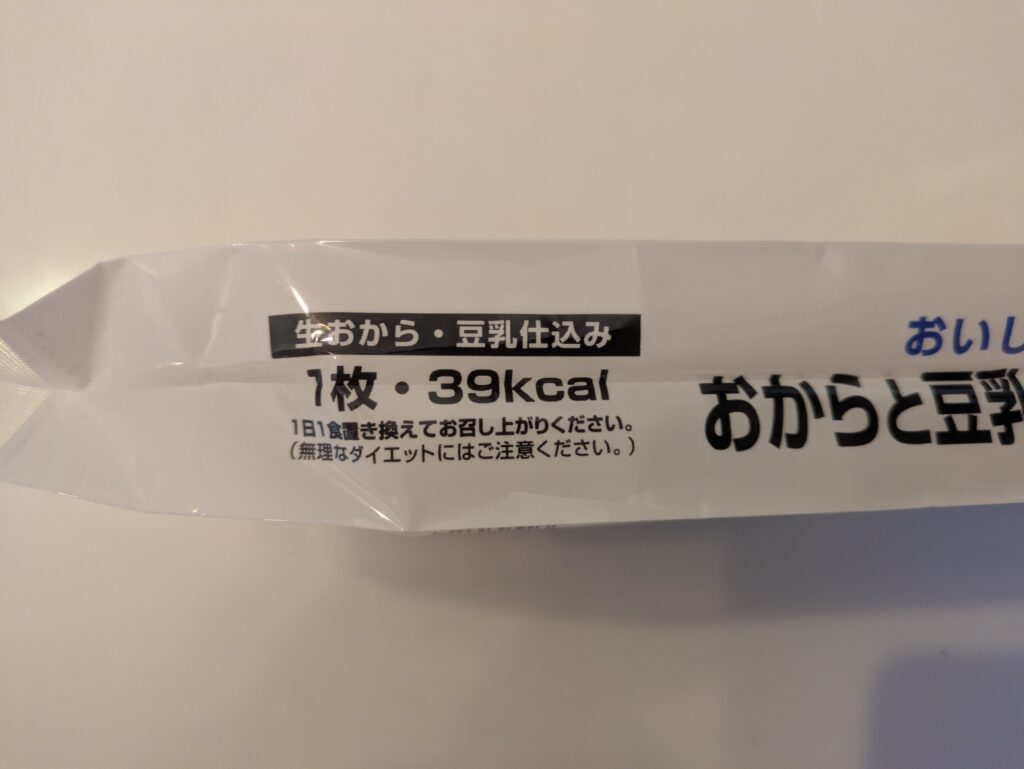 生おから・豆乳仕込み
1枚・39kcal
1日1食置き換えてお召し上がりください。
（無理なダイエットにはご注意ください。）
おいし
おからと豆乳